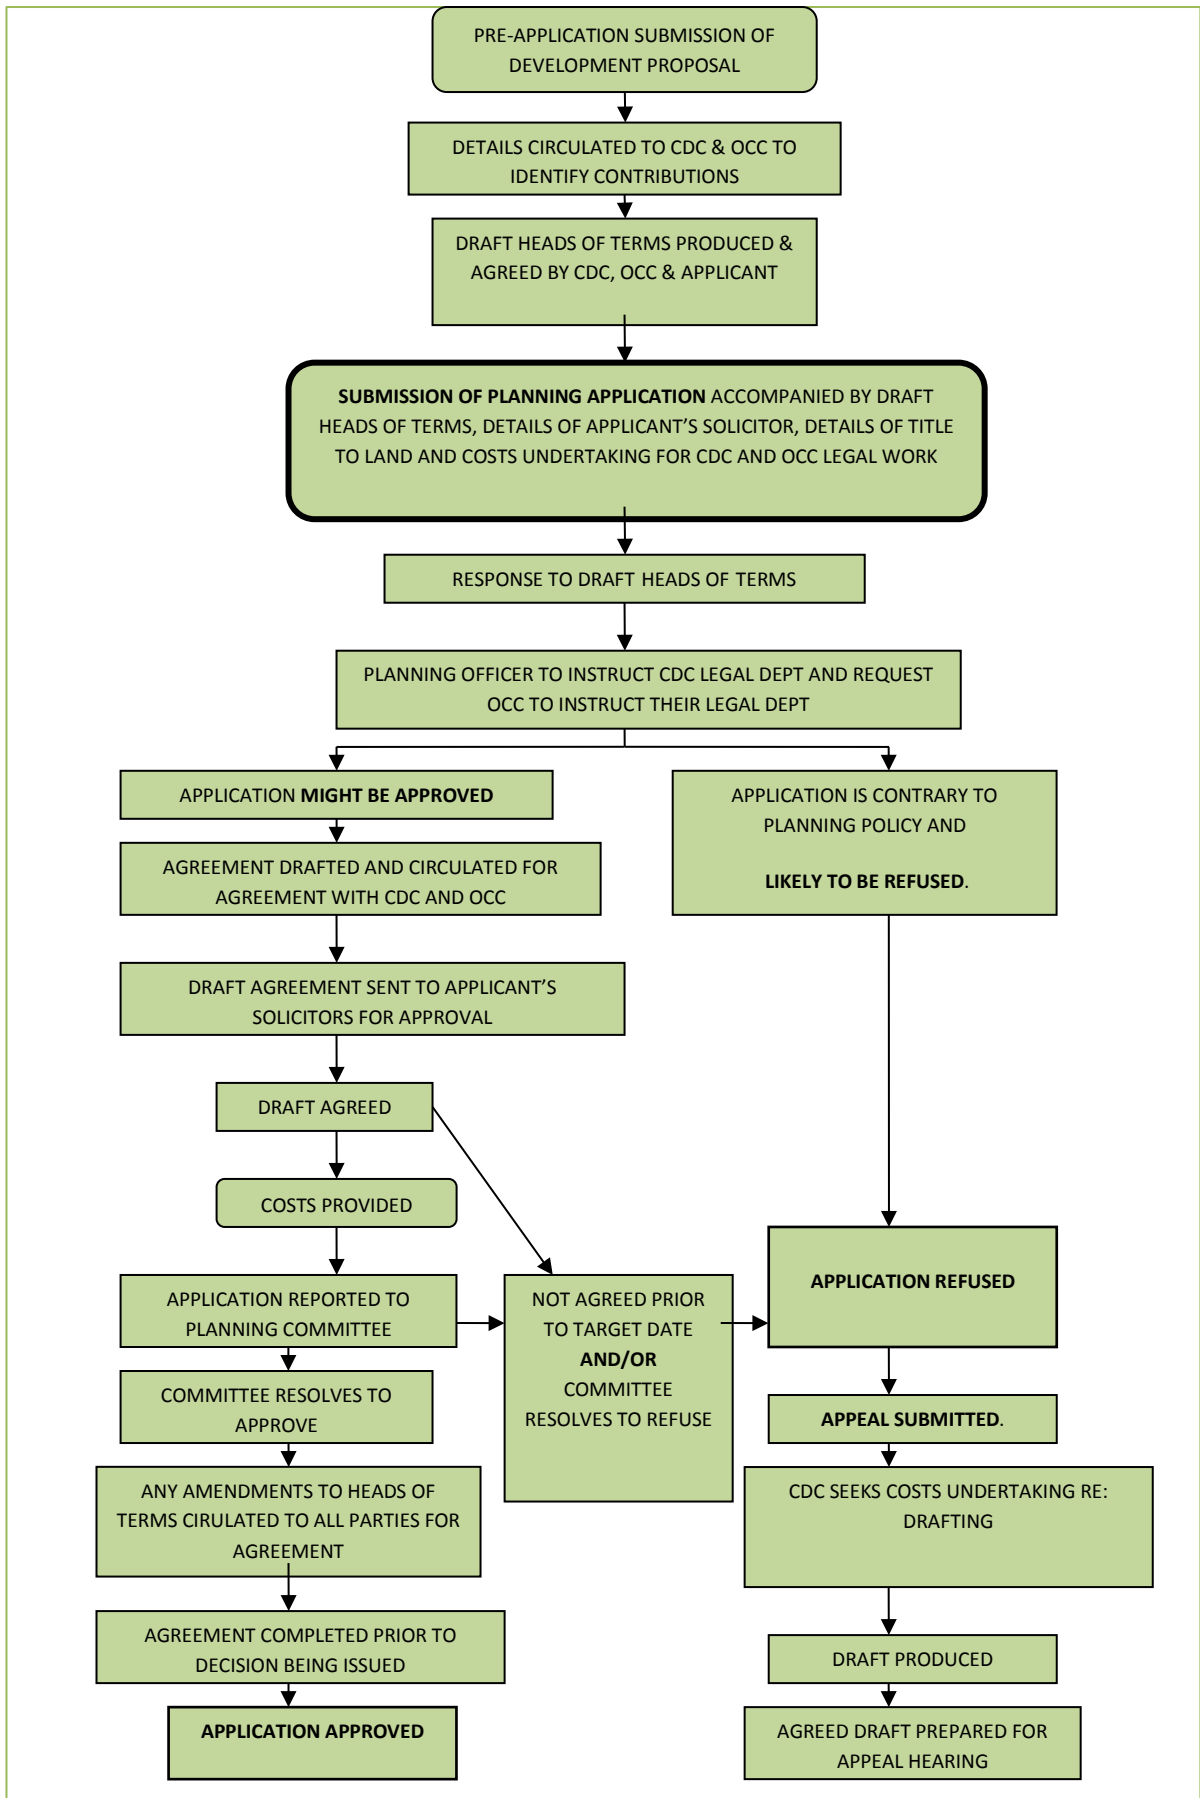 PRE-APPLICATION SUBMISSION OF
DEVELOPMENT PROPOSAL
DETAILS CIRCULATED TO CDC & OCC TO
IDENTIFY CONTRIBUTIONS
DRAFT HEADS OF TERMS PRODUCED &
AGREED BY CDC, OCC & APPLICANT
SUBMISSION OF PLANNING APPLICATION ACCOMPANIED BY DRAFT
HEADS OF TERMS, DETAILS OF APPLICANT’S SOLICITOR, DETAILS OF TITLE
TO LAND AND COSTS UNDERTAKING FOR CDC AND OCC LEGAL WORK
RESPONSE TO DRAFT HEADS OF TERMS
PLANNING OFFICER TO INSTRUCT CDC LEGAL DEPT AND REQUEST
OCC TO INSTRUCT THEIR LEGAL DEPT
APPLICATION MIGHT BE APPROVED
AGREEMENT DRAFTED AND CIRCULATED FOR
AGREEMENT WITH CDC AND OCC
DRAFT AGREEMENT SENT TO APPLICANT’S
SOLICITORS FOR APPROVAL
DRAFT AGREED
COSTS PROVIDED
APPLICATION REPORTED TO
PLANNING COMMITTEE
COMMITTEE RESOLVES TO
APPROVE
ANY AMENDMENTS TO HEADS OF
TERMS CIRULATED TO ALL PARTIES FOR
AGREEMENT
AGREEMENT COMPLETED PRIOR TO
DECISION BEING ISSUED
APPLICATION APPROVED
NOT AGREED PRIOR
TO TARGET DATE
AND/OR
COMMITTEE
RESOLVES TO REFUSE
APPLICATION IS CONTRARY TO
PLANNING POLICY AND
LIKELY TO BE REFUSED.
APPLICATION REFUSED
APPEAL SUBMITTED.
CDC SEEKS COSTS UNDERTAKING RE:
DRAFTING
DRAFT PRODUCED
AGREED DRAFT PREPARED FOR
APPEAL HEARING